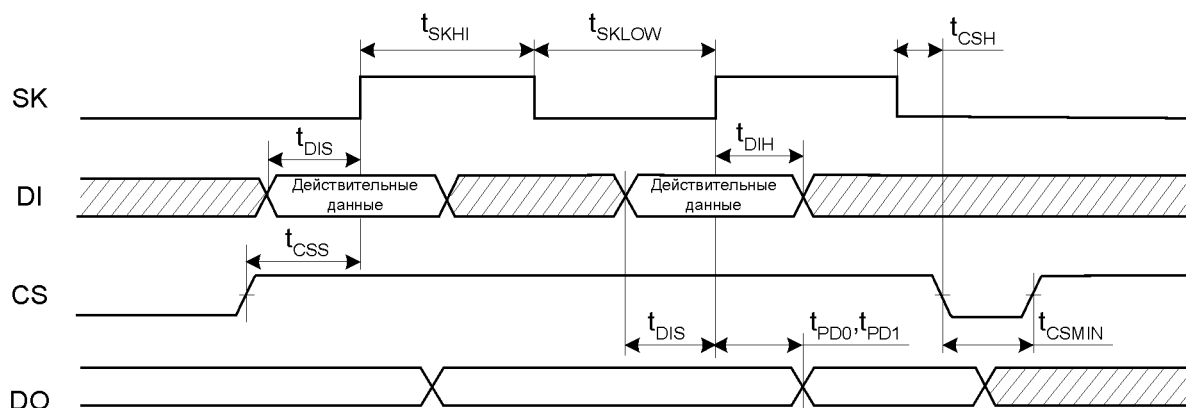 tSKHI
tSKLOW
tCSH
SK
tDIS
tDIH
DI
Действительные
данные
Действительные
данные
tCSS
CS
tDIS
tPD0,tPD1
tCSMIN
DO